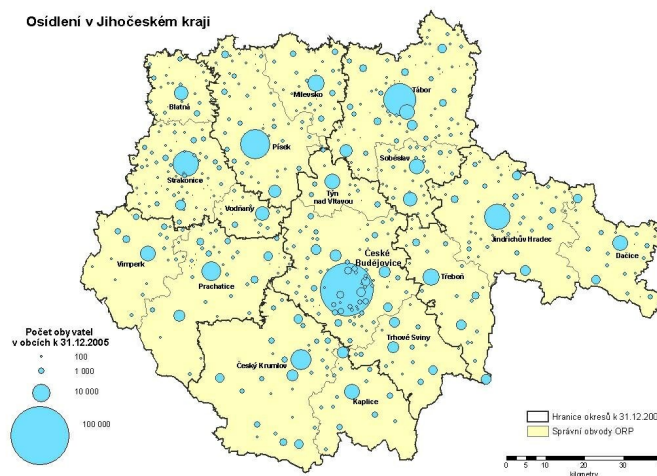 Osídlení v Jihočeském kraji
Blatná
Milevsko
Tábor
Písek
Strakonice
Soběslav
Týn
nad Vltavou
Vodňany
Jindřichův Hradec
Dačice
Vimperk
Prachatice
České
Budějovice
Třeboň
Trhové Sviny
Český Krumlov
Kaplice
Počet obyvatel
v obcích k 31.12.2005
100
1 000
10 000
100 000
Hranice okresů k 31.12.200
Správní obvody ORP
0 5 10 20 30
kilometry